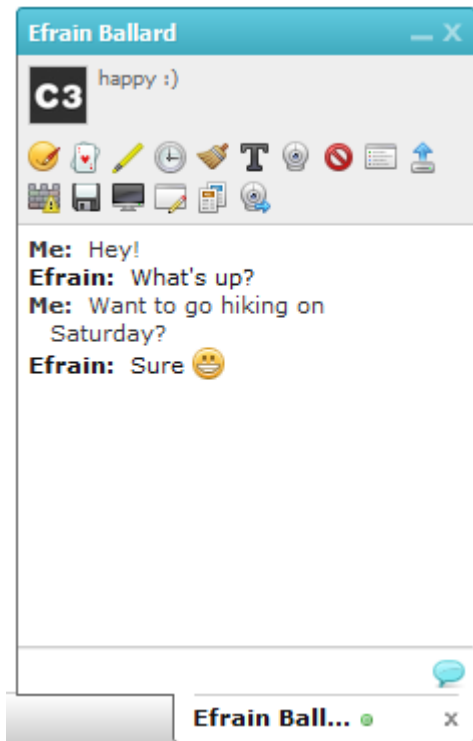 Efrain Ballard
C3 happy :)
Me: Hey!
Efrain: What's up?
Me: Want to go hiking on
Saturday?
Efrain: Sure
Efrain Ball...